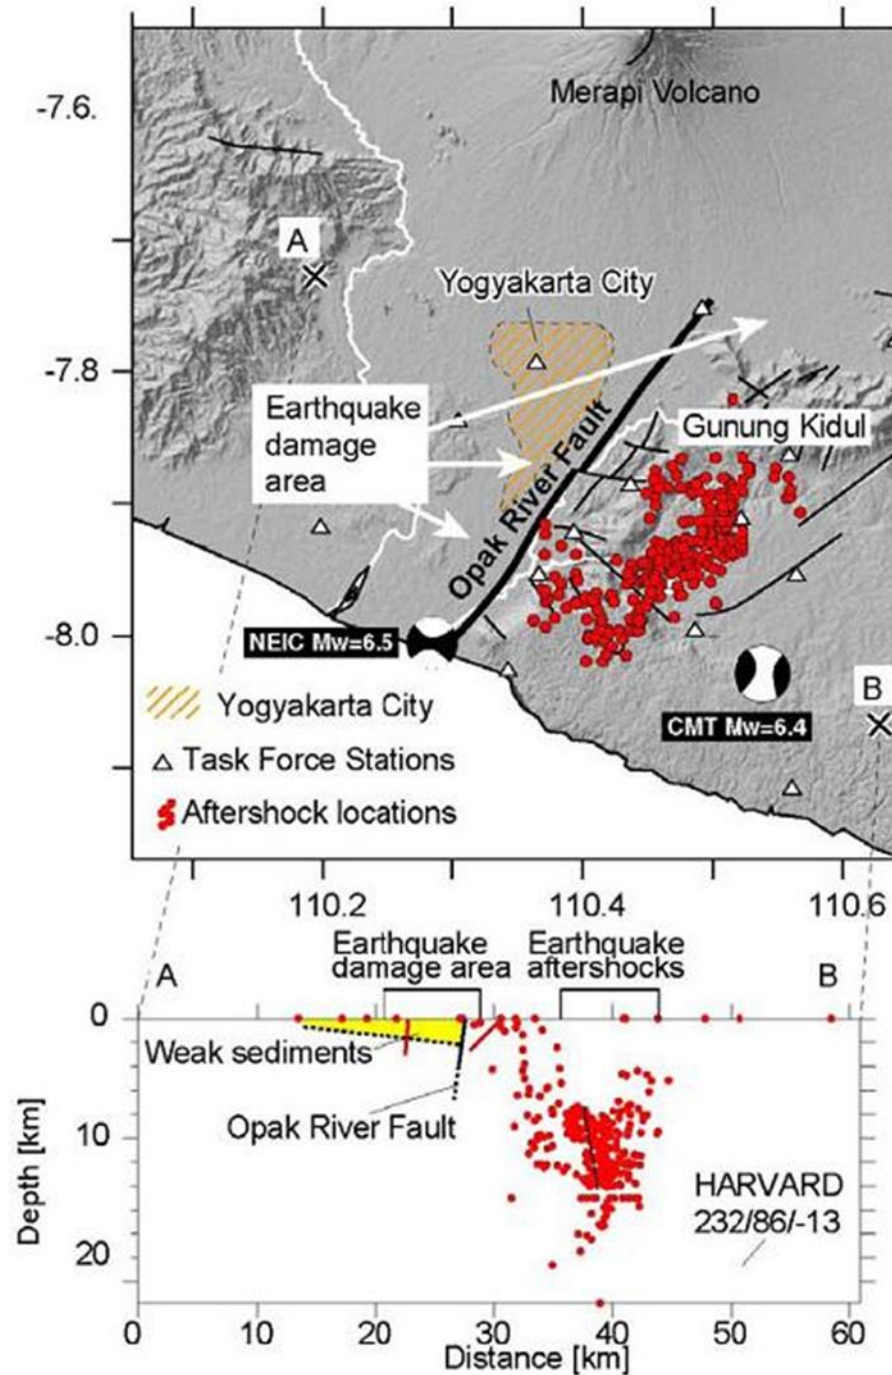 -7.6.
Merapi Volcano
A
Yogyakarta City
-7.8
Earthquake
damage
area
Gunung Kidul
Opak River Fault
-8.0
NEIC Mw=6.5
B
CMT Mw=6.4
Yogyakarta City
Task Force Stations
Aftershock locations
110.2
110.4
110.6
Earthquake
damage area
Earthquake
aftershocks
A
B
0
Weak sediments
Opak River Fault
10
HARVARD
232/86/-13
20
Depth [km]
0
10
20
30
40
50
60
Distance [km]